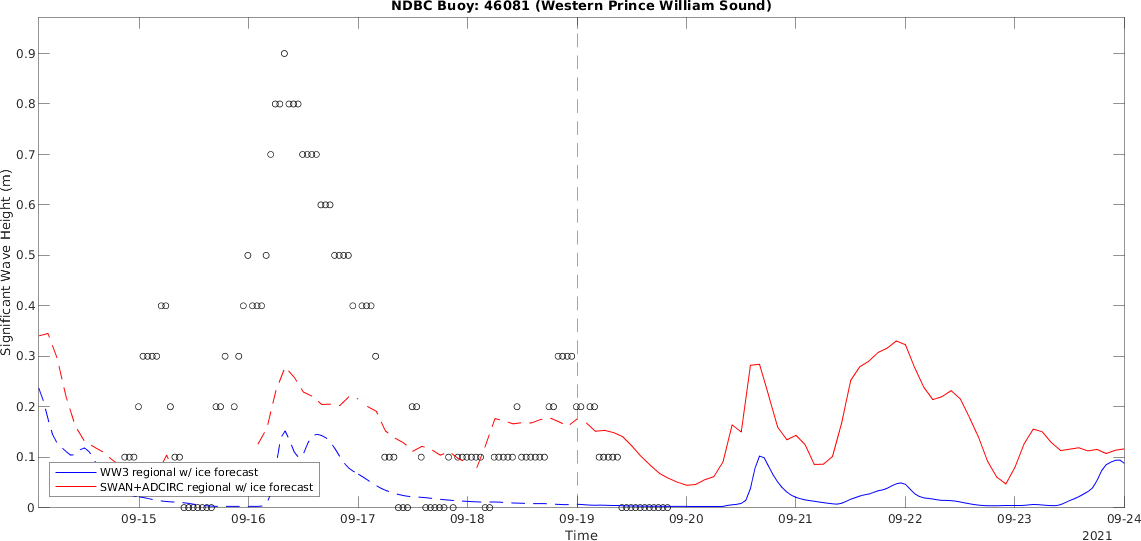 NDBC Buoy: 46081 (Western Prince William Sound)
Significant Wave Height (m)
0.9
0.8
0.7
0.6
0.5
0.4
0.3
0.2
0.1
0
WW3 regional w/ ice forecast
SWAN+ADCIRC regional w/ ice forecast
09-15 09-16 09-17 09-18 09-19 09-20 09-21 09-22 09-23 09-24
Time
2021